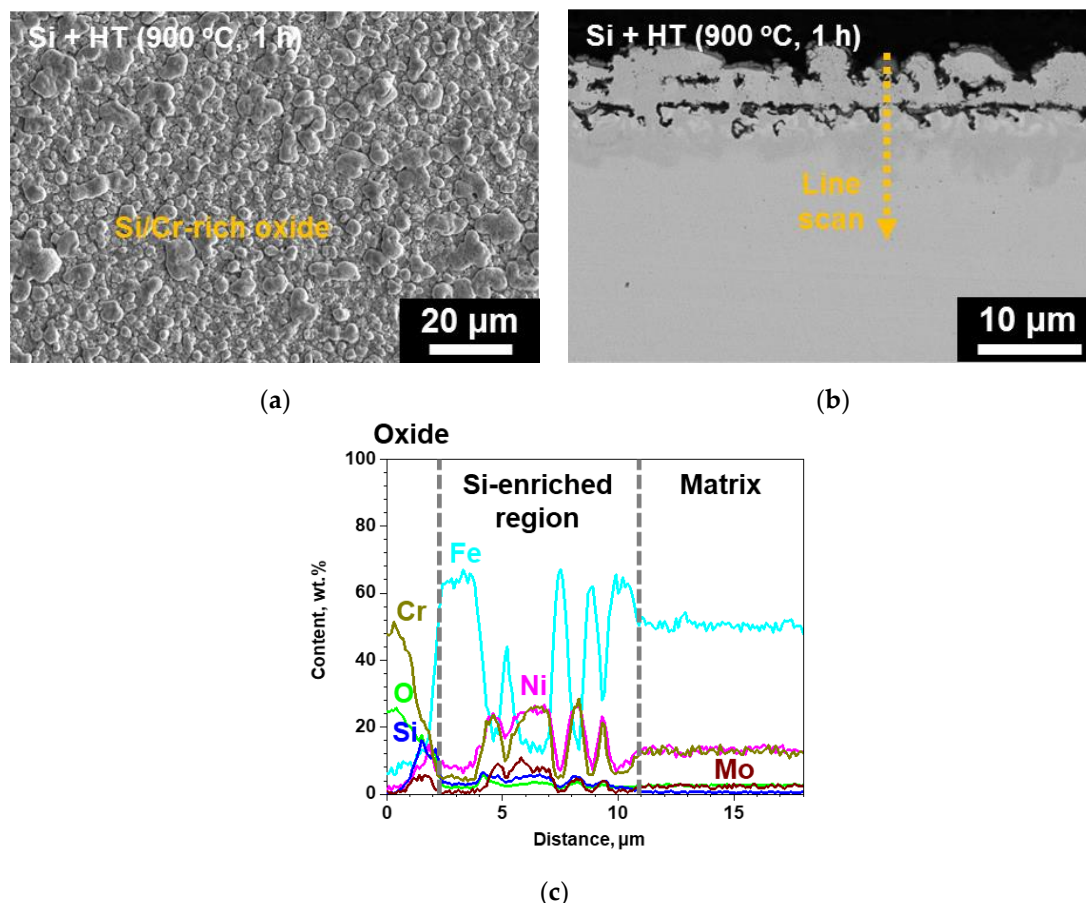 Si + HT (900 ºC, 1 h)
Si/Cr-rich oxide
20 µm
(a)
Si + HT (900 ºC, 1 h)
Line
scan
10 µm
(b)
Oxide
Si-enriched
region
Matrix
Fe
Cr
O
Si
Ni
Mo
Content, wt.%
100
80
60
40
20
0
0
5
10
15
Distance, µm
(c)